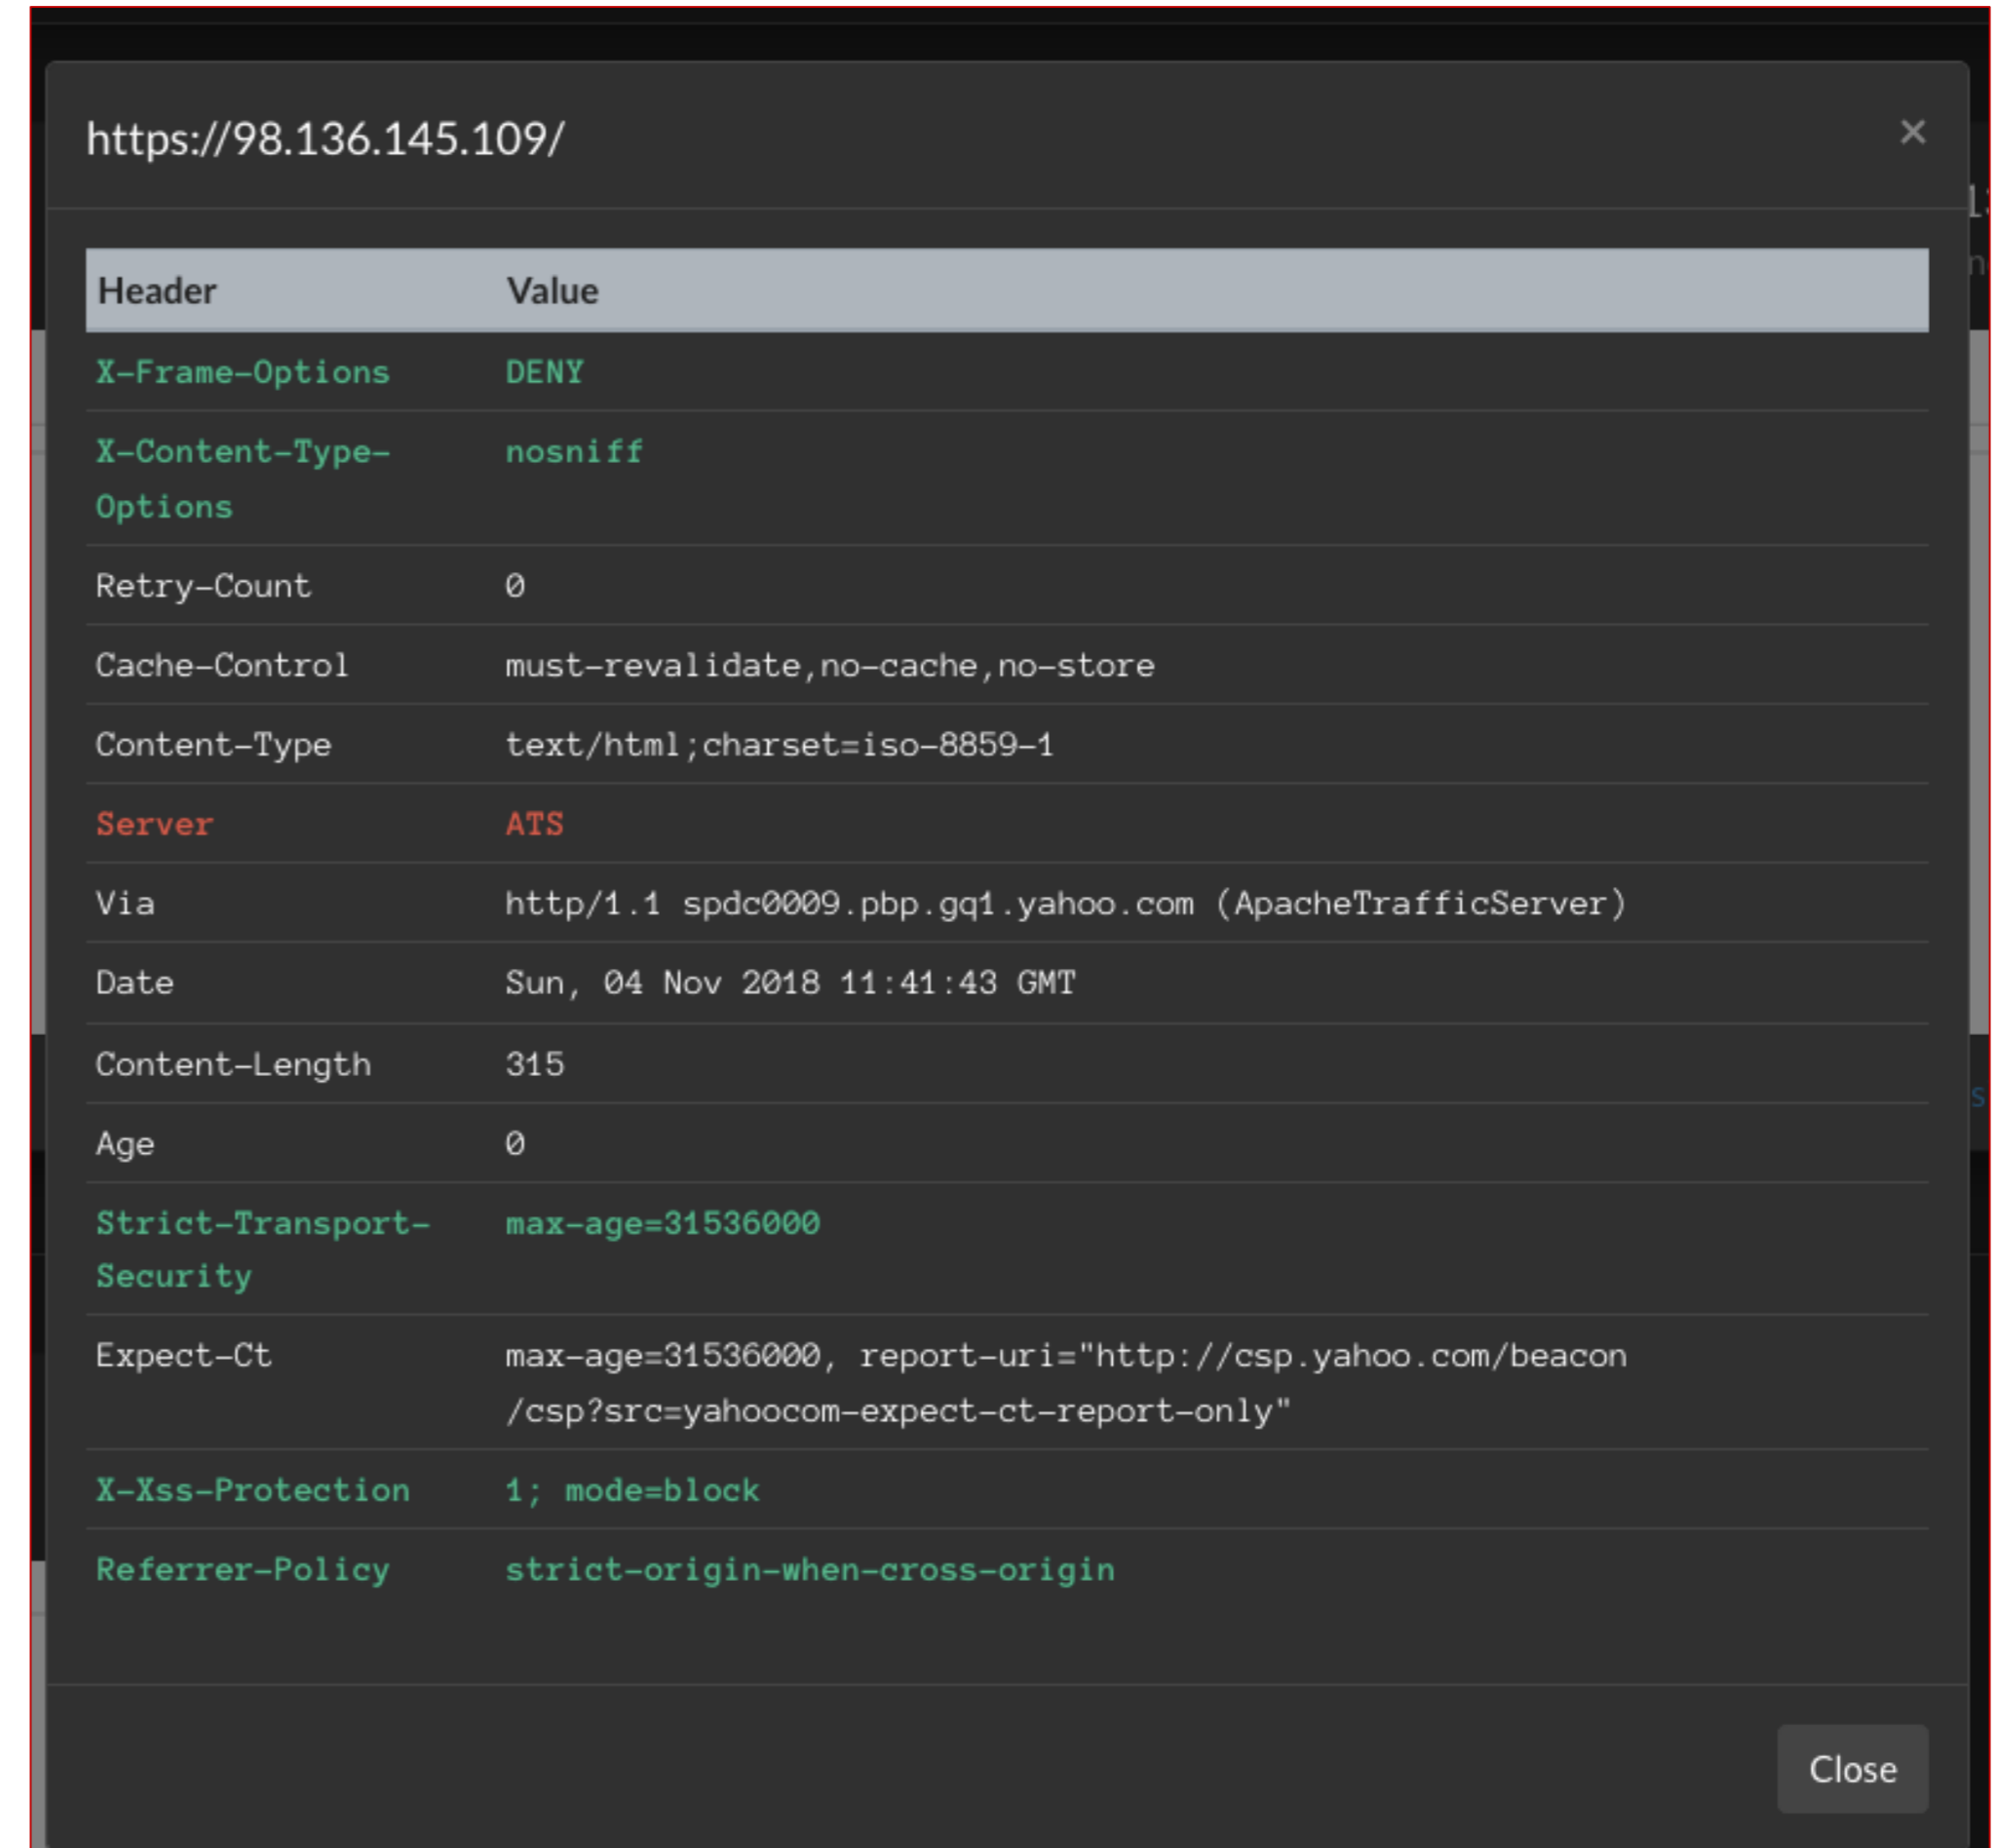 https://98.136.145.109/
×
Header Value
X-Frame-Options DENY
X-Content-Type- nosniff
Options
Retry-Count 0
Cache-Control must-revalidate,no-cache,no-store
Content-Type text/html;charset=iso-8859-1
Server ATS
Via http/1.1 spdc0009.pbp.gq1.yahoo.com (ApacheTrafficServer)
Date Sun, 04 Nov 2018 11:41:43 GMT
Content-Length 315
Age 0
Strict-Transport- max-age=31536000
Security
Expect-Ct max-age=31536000, report-uri="http://csp.yahoo.com/beacon
/csp?src=yahoocom-expect-ct-report-only"
X-Xss-Protection 1; mode=block
Referrer-Policy strict-origin-when-cross-origin
Close